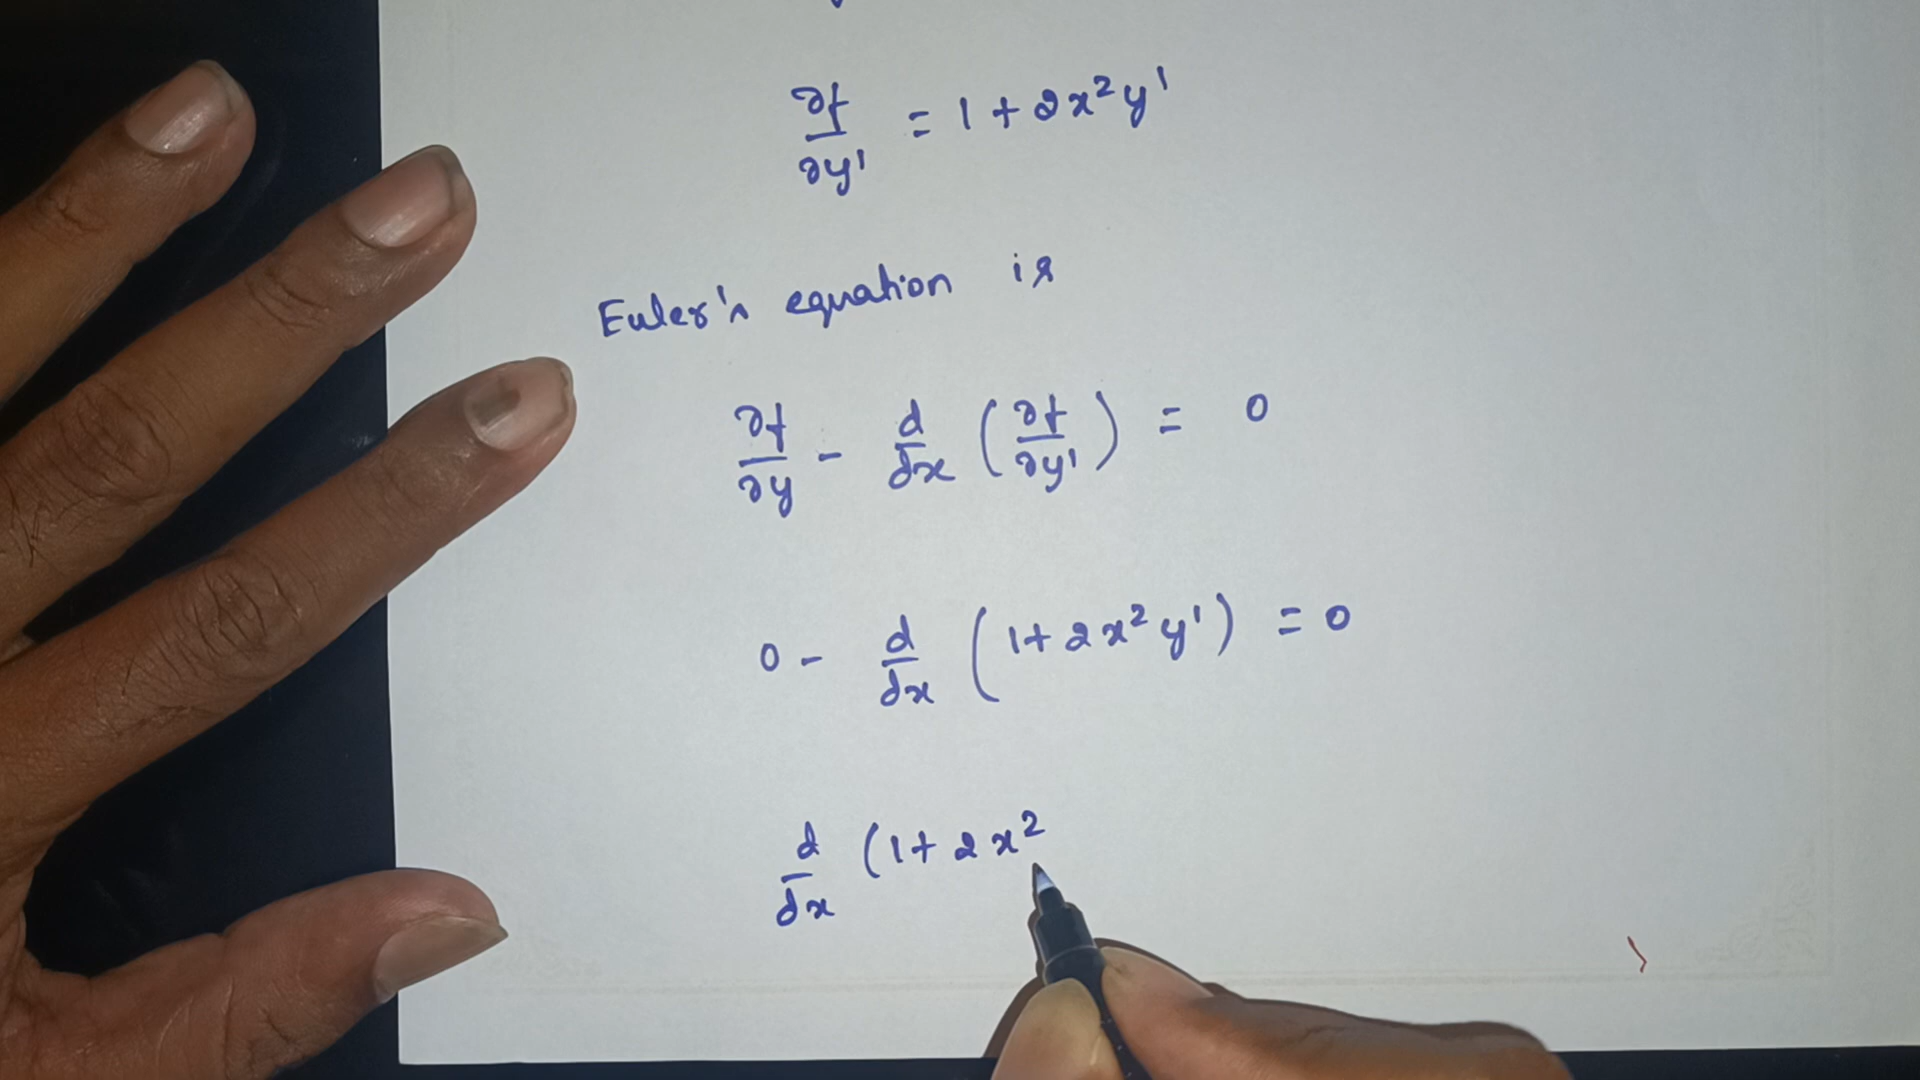 ∂f/∂y' = 1 + 2x²y'
Euler's equation is
∂f/∂y - d/dx (∂f/∂y') = 0
0 - d/dx (1+2x²y') = 0
d/dx (1+2x²